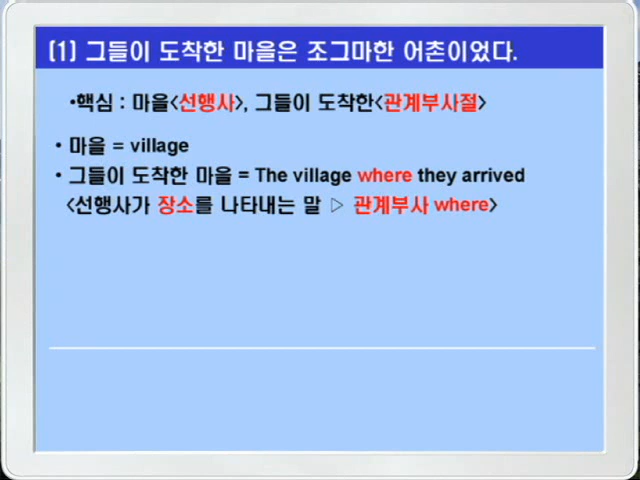 [1] 그들이 도착한 마을은 조그마한 어촌이었다.
•핵심 : 마을<선행사>, 그들이 도착한<관계부사절>
• 마을 = village
• 그들이 도착한 마을 = The village where they arrived
<선행사가 장소를 나타내는 말 ▷ 관계부사 where>